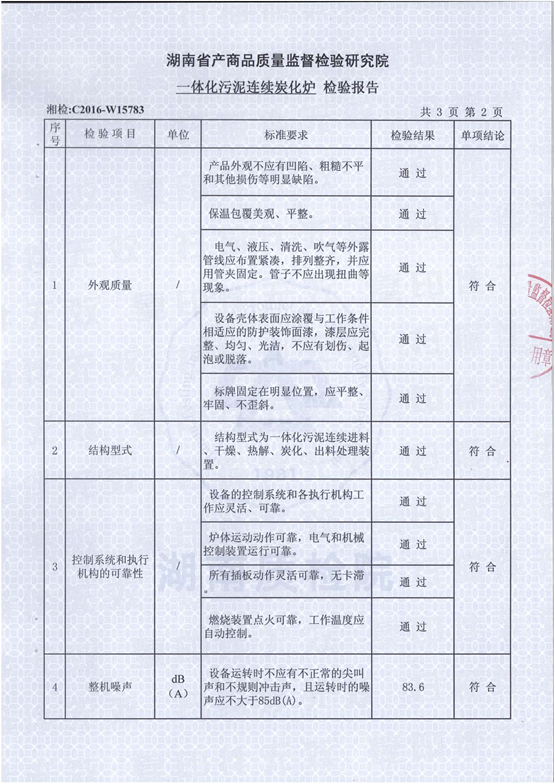 湖南省产商品质量监督检验研究院
一体化污泥连续炭化炉 检验报告
湘检:C2016-W15783
共 3 页 第 2 页
序号 检验项目 单位 标准要求 检验结果 单项结论
1 外观质量 /
产品外观不应有凹陷、粗糙不平
和其他损伤等明显缺陷。
通过
保温包覆美观、平整。
通过
电气、液压、清洗、吹气等外露
管线应布置紧凑，排列整齐，并应
用管夹固定。管子不应出现扭曲等
现象。
通过
符合
设备壳体表面应涂覆与工作条件
相适应的防护装饰面漆，漆层应完
整、均匀、光洁，不应有划伤、起
泡或脱落。
通过
标牌固定在明显位置，应平整、
牢固、不歪斜。
通过
2 结构型式 /
结构型式为一体化污泥连续进料
、干燥、热解、炭化、出料处理装
置。
通过
符合
3 控制系统和执行
机构的可靠性
/
设备的控制系统和各执行机构工
作应灵活、可靠。
通过
炉体运动动作可靠，电气和机械
控制装置运行可靠。
通过
所有插板动作灵活可靠，无卡滞
。
通过
符合
燃烧装置点火可靠，工作温度应
自动控制。
通过
4 整机噪声
dB
（A）
设备运转时不应有不正常的尖叫
声和不规则冲击声，且运转时的噪
声应不大于85dB(A)。
83.6
符合
湖南质检院
1981
监督检验
用章